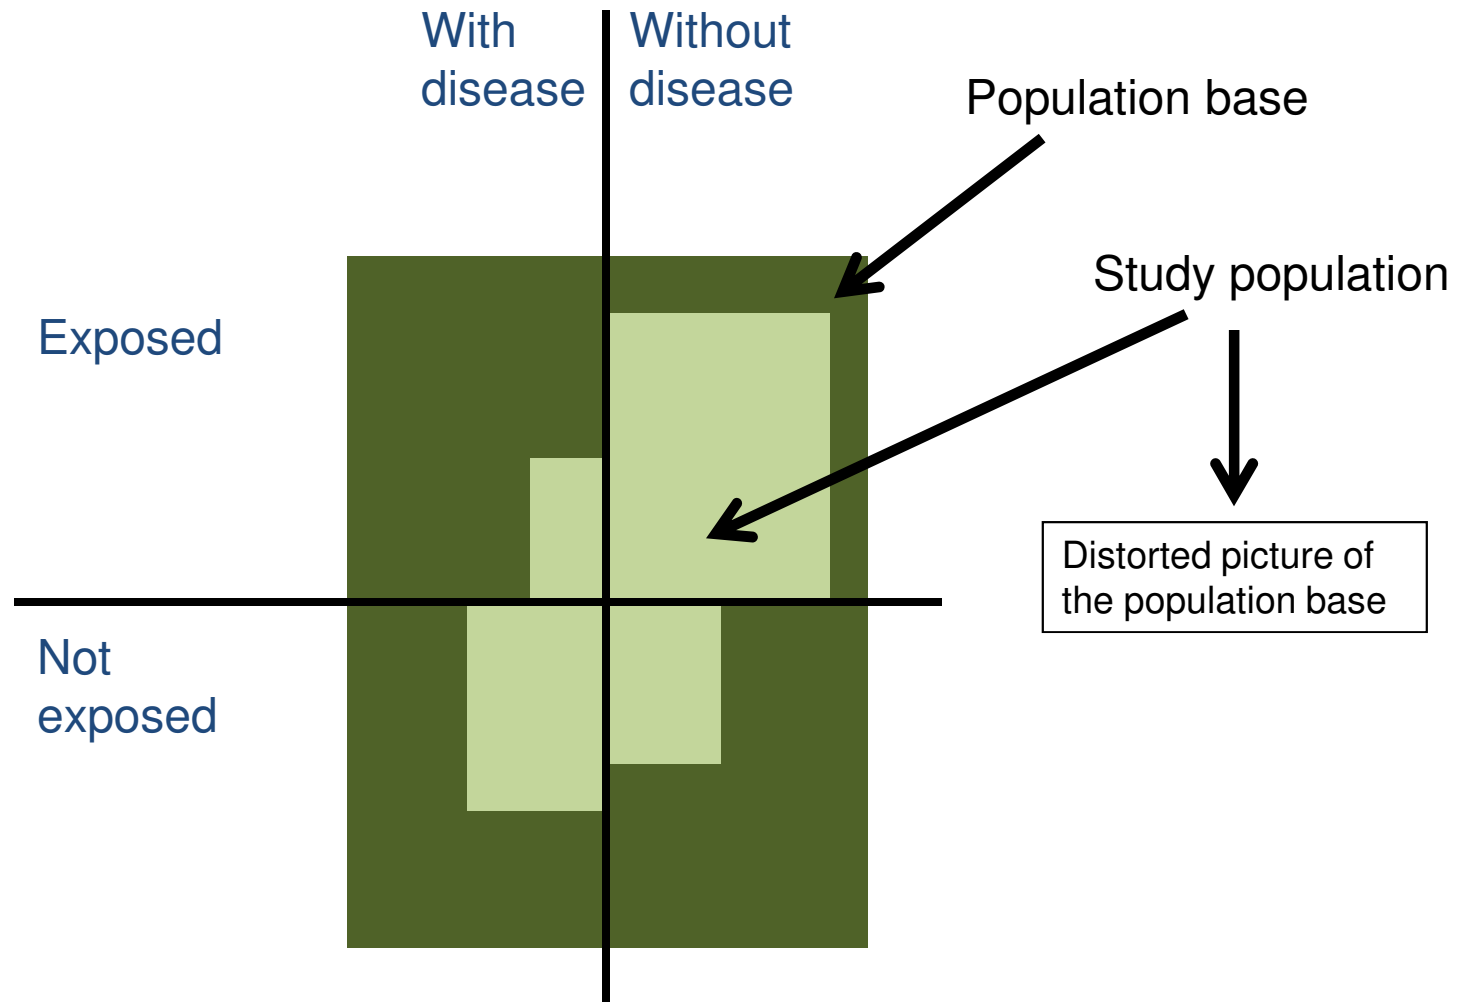 With
disease
Without
disease
Population base
Study population
Exposed
Distorted picture of
the population base
Not
exposed